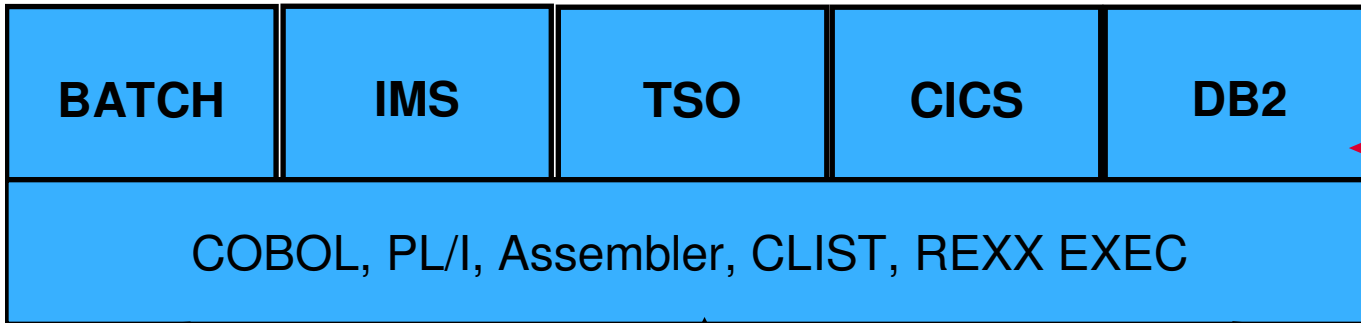 BATCH IMS TSO CICS DB2
COBOL, PL/I, Assembler, CLIST, REXX EXEC